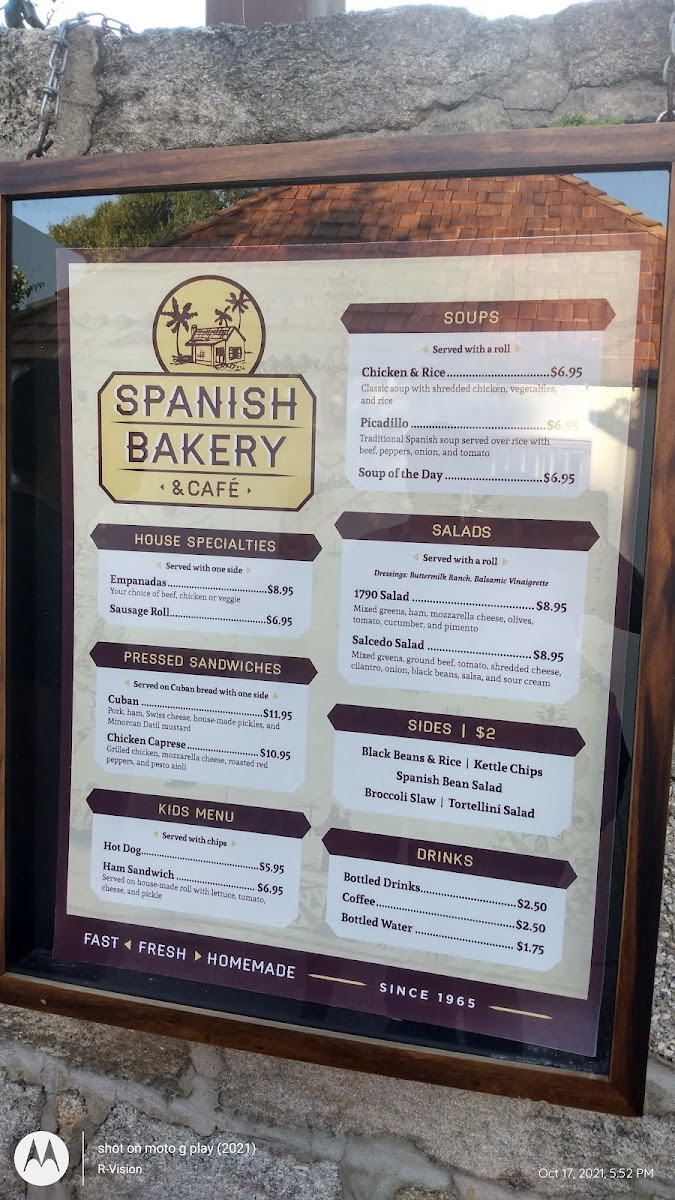 SPANISH
BAKERY
& CAFÉ
HOUSE SPECIALTIES
Served with one side
Empanadas........................$8.95
Your choice of beef, chicken or veggie
Sausage Roll........................$6.95
PRESSED SANDWICHES
Served on Cuban bread with one side
Cuban ........................$11.95
Pork, ham, Swiss cheese, house-made pickles, and
Minorcan Datil mustard
Chicken Caprese................$10.95
Grilled chicken, mozzarella cheese, roasted red
peppers, and pesto aioli
KIDS MENU
Served with chips
Hot Dog........................$5.95
Ham Sandwich ................ $6.95
Served on house-made roll with lettuce, tomato,
cheese, and pickle
SOUPS
Served with a roll
Chicken & Rice........................$6.95
Classic soup with shredded chicken, vegetables,
and rice
Picadillo ........................$6.95
Traditional Spanish soup served over rice with
beef, peppers, onion, and tomato
Soup of the Day ........................$6.95
SALADS
Served with a roll
Dressings: Buttermilk Ranch, Balsamic Vinaigrette
1790 Salad ........................$8.95
Mixed greens, ham, mozzarella cheese, olives,
tomato, cucumber, and pimento
Salcedo Salad ........................$8.95
Mixed greens, ground beef, tomato, shredded cheese,
cilantro, onion, black beans, salsa, and sour cream
SIDES | $2
Black Beans & Rice | Kettle Chips
Spanish Bean Salad
Broccoli Slaw | Tortellini Salad
DRINKS
Bottled Drinks........................$2.50
Coffee........................$2.50
Bottled Water ........................$1.75
FAST FRESH HOMEMADE SINCE 1965
shot on moto g play (2021)
R-Vision
Oct 17, 2021, 5:52 PM